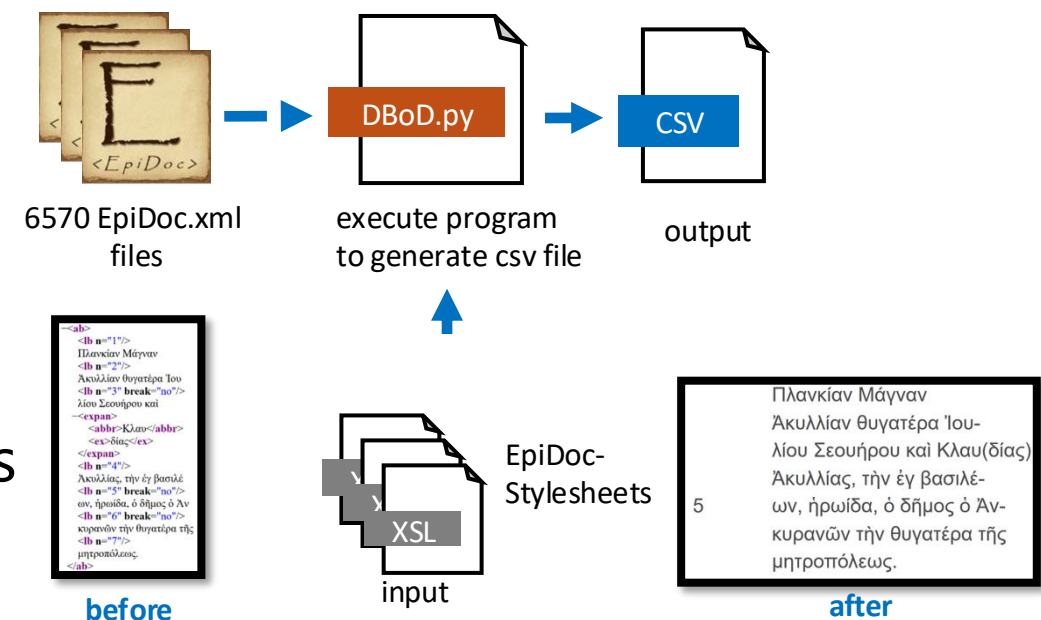 <EpiDoc>
DBoD.py
CSV
6570 EpiDoc.xml
files
execute program
to generate csv file
output
s
−<ab>
<lb n="1"/>
Πλανκίαν Μάγναν
<lb n="2"/>
Ἀκυλλίαν θυγατέρα Ἰου
<lb n="3" break="no"/>
λίου Σεουήρου καὶ
−<expan>
<abbr>Κλαυ</abbr>
<ex>δίας</ex>
</expan>
<lb n="4"/>
Ἀκυλλίας, τὴν ἐγ βασιλέ
<lb n="5" break="no"/>
ων, ἡρωίδα, ὁ δῆμος ὁ Ἀν
<lb n="6" break="no"/>
κυρανῶν τὴν θυγατέρα τῆς
<lb n="7"/>
μητροπόλεως.
</ab>
before
X
X
XSL
input
EpiDoc-
Stylesheets
Πλανκίαν Μάγναν
Ἀκυλλίαν θυγατέρα Ἰου-
λίου Σεουήρου καὶ Κλαυ(δίας)
Ἀκυλλίας, τὴν ἐγ βασιλέ-
5 ων, ἡρωίδα, ὁ δῆμος ὁ Ἀν-
κυρανῶν τὴν θυγατέρα τῆς
μητροπόλεως.
after